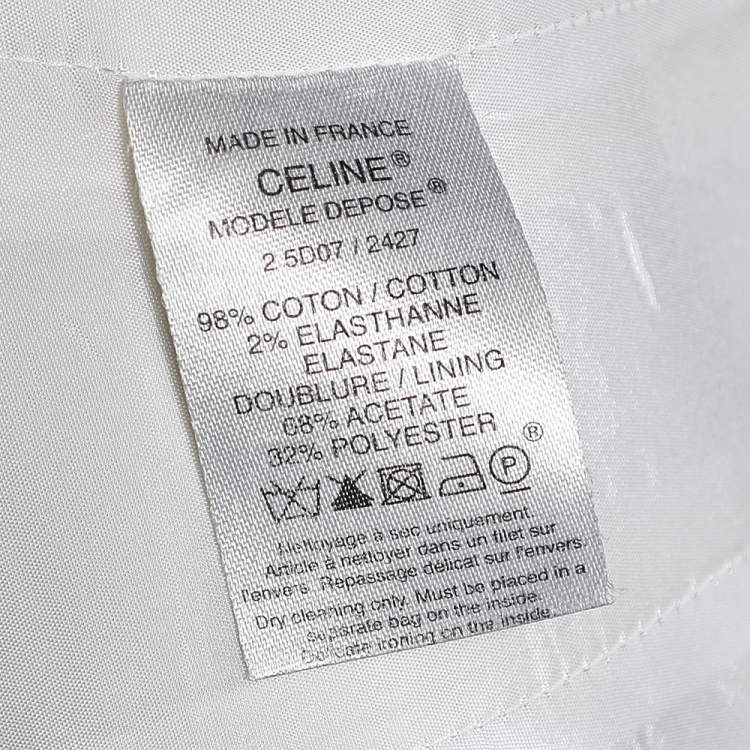 MADE IN FRANCE
CELINE®
MODELE DEPOSE®
2 5D07 / 2427
98% COTON / COTTON
2% ELASTHANNE
ELASTANE
DOUBLURE / LINING
68% ACETATE
32% POLYESTER
®
P
Nettoyage à sec uniquement.
Article à nettoyer dans un filet sur
l'envers. Repassage délicat sur l'envers.
Dry cleaning only. Must be placed in a
separate bag on the inside.
Delicate ironing on the inside.